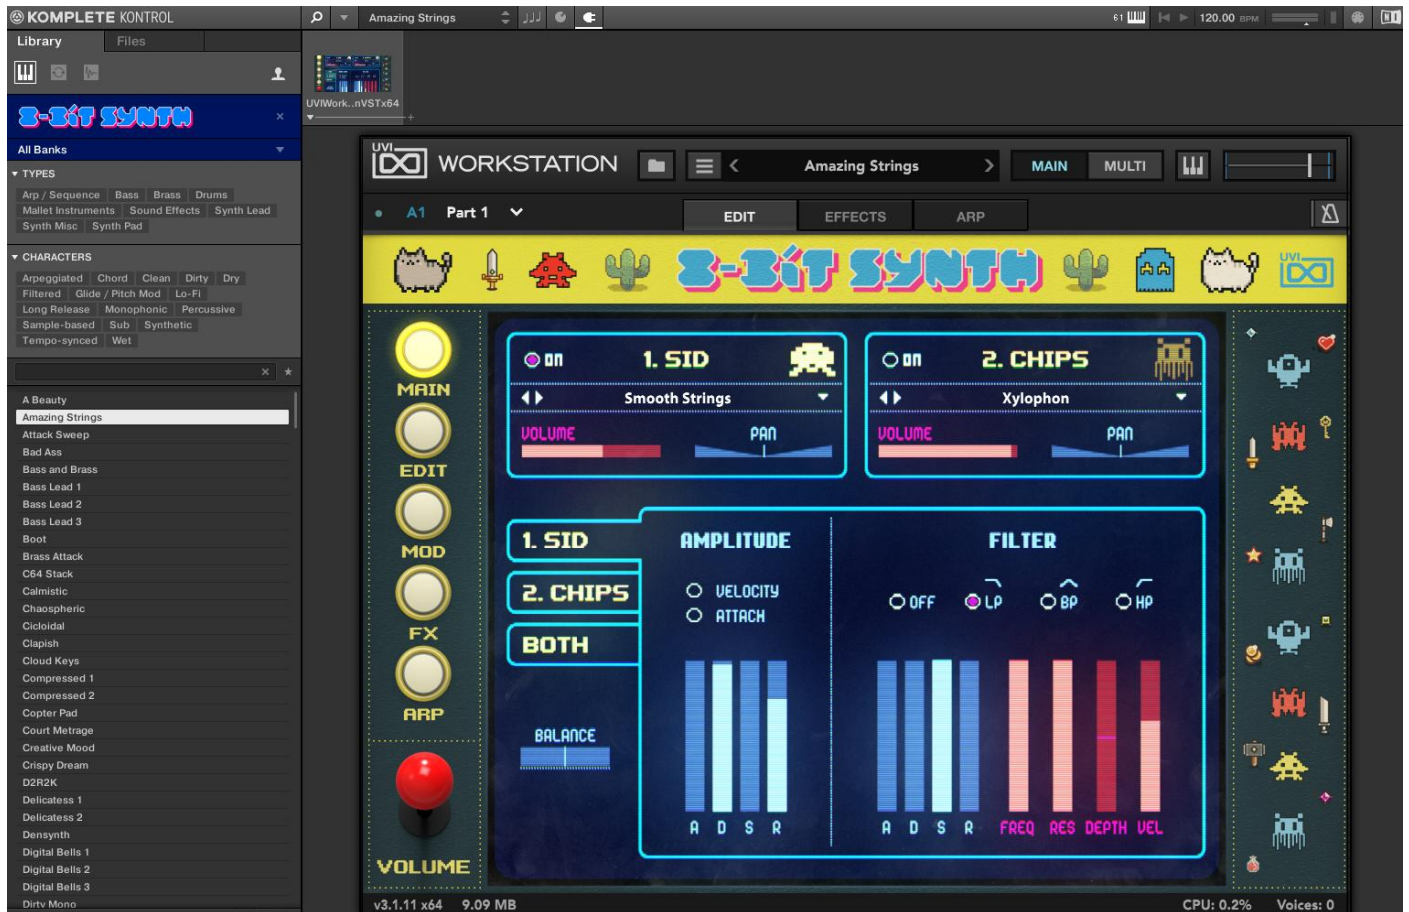 KOMPLETE KONTROL
Amazing Strings
61
120.00 BPM
Library
Files
8-Bit SYNTH
All Banks
TYPES
Arp / Sequence Bass Brass Drums
Mallet Instruments Sound Effects Synth Lead
Synth Misc Synth Pad
CHARACTERS
Arpeggiated Chord Clean Dirty Dry
Filtered Glide / Pitch Mod Lo-Fi
Long Release Monophonic Percussive
Sample-based Sub Synthetic
Tempo-synced Wet
A Beauty
Amazing Strings
Attack Sweep
Bad Ass
Bass and Brass
Bass Lead 1
Bass Lead 2
Bass Lead 3
Boot
Brass Attack
C64 Stack
Calmistic
Chaospheric
Cicloidal
Clapish
Cloud Keys
Compressed 1
Compressed 2
Copter Pad
Court Metrage
Creative Mood
Crispy Dream
D2R2K
Delicatess 1
Delicatess 2
Densynth
Digital Bells 1
Digital Bells 2
Digital Bells 3
Dirty Mono
UVIWork..nVSTx64
UVI WORKSTATION
Amazing Strings
MAIN MULTI
A1 Part 1
EDIT EFFECTS ARP
8-Bit SYNTH
UVI
MAIN
EDIT
MOD
FX
ARP
VOLUME
ON 1. SID
Smooth Strings
VOLUME PAN
ON 2. CHIPS
Xylophon
VOLUME PAN
1. SID
2. CHIPS
BOTH
BALANCE
AMPLITUDE
VELOCITY
ATTACK
A D S R
FILTER
OFF LP BP HP
A D S R FREQ RES DEPTH VEL
v3.1.11 x64 9.09 MB
CPU: 0.2% Voices: 0